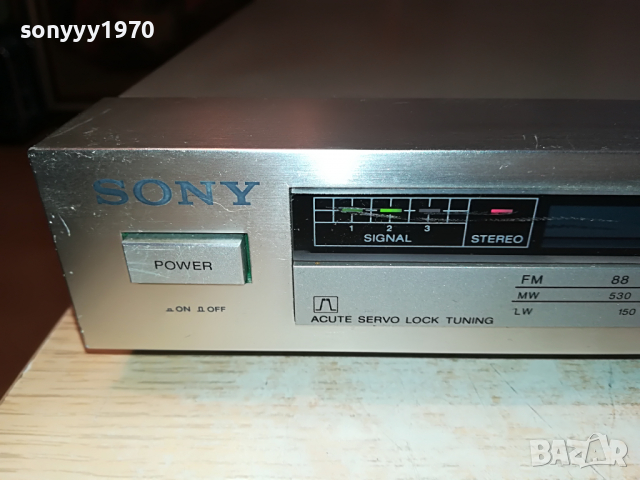 sonyyy1970
SONY
1 2 3
SIGNAL STEREO
POWER
ON OFF
FM 88
MW 530
LW 150
ACUTE SERVO LOCK TUNING
BAZAR